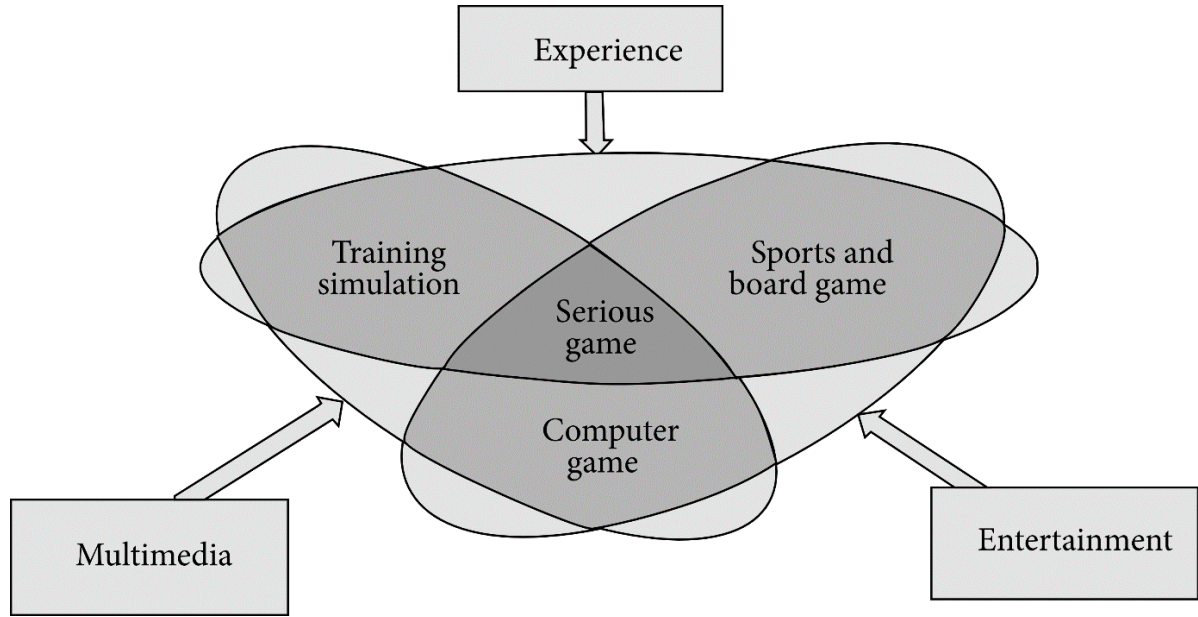 Experience
Training
simulation
Sports and
board game
Serious
game
Computer
game
Multimedia
Entertainment